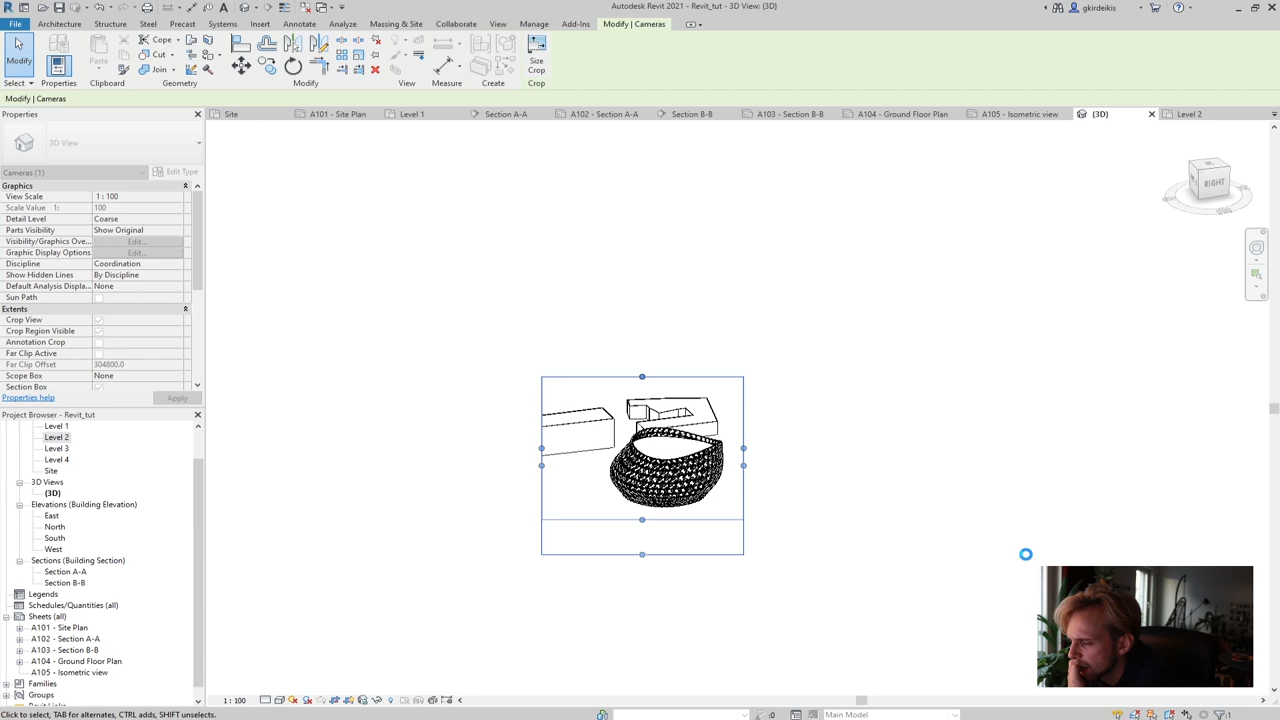 Autodesk Revit 2021 - Revit_tut - 3D View: {3D}
gkirdeikis
File
Architecture
Structure
Steel
Precast
Systems
Insert
Annotate
Analyze
Massing & Site
Collaborate
View
Manage
Add-Ins
Modify | Cameras
Modify
Paste
Cope
Cut
Join
Size
Crop
Select
Properties
Clipboard
Geometry
Modify
View
Measure
Create
Crop
Modify | Cameras
Properties
Site
A101 - Site Plan
Level 1
Section A-A
A102 - Section A-A
Section B-B
A103 - Section B-B
A104 - Ground Floor Plan
A105 - Isometric view
{3D}
Level 2
3D View
Cameras (1)
Edit Type
Graphics
View Scale 1 : 100
Scale Value 1: 100
Detail Level Coarse
Parts Visibility Show Original
Visibility/Graphics Ove... Edit...
Graphic Display Options Edit...
Discipline Coordination
Show Hidden Lines By Discipline
Default Analysis Displa... None
Sun Path
Extents
Crop View
Crop Region Visible
Annotation Crop
Far Clip Active
Far Clip Offset 304800.0
Scope Box None
Section Box
Properties help
Apply
RIGHT
Project Browser - Revit_tut
Level 1
Level 2
Level 3
Level 4
Site
3D Views
{3D}
Elevations (Building Elevation)
East
North
South
West
Sections (Building Section)
Section A-A
Section B-B
Legends
Schedules/Quantities (all)
Sheets (all)
A101 - Site Plan
A102 - Section A-A
A103 - Section B-B
A104 - Ground Floor Plan
A105 - Isometric view
Families
Groups
1 : 100
Click to select, TAB for alternates, CTRL adds, SHIFT unselects.
:0
Main Model
:1